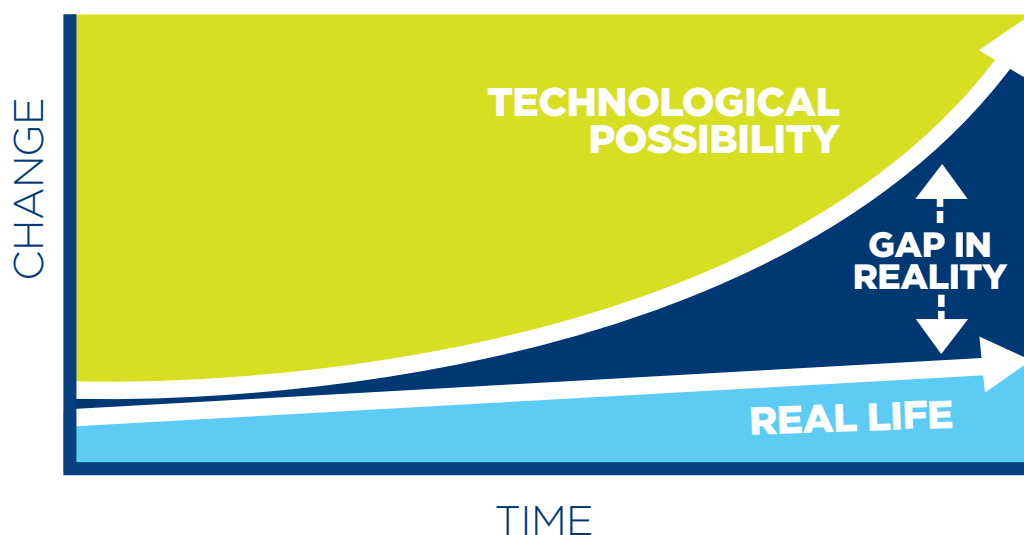 CHANGE
TECHNOLOGICAL
POSSIBILITY
GAP IN
REALITY
REAL LIFE
TIME